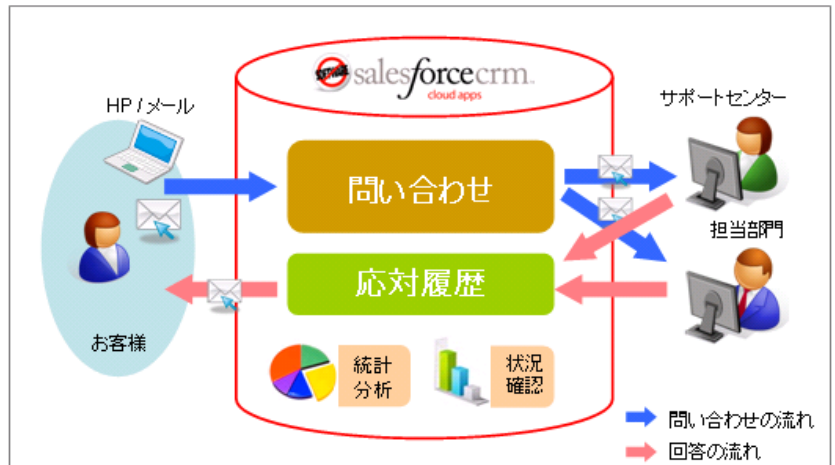 SOFTWARE
salesforcecrm™
cloud apps
HP/メール
サポートセンター
問い合わせ
担当部門
応対履歴
お客様
統計
分析
状況
確認
問い合わせの流れ
回答の流れ